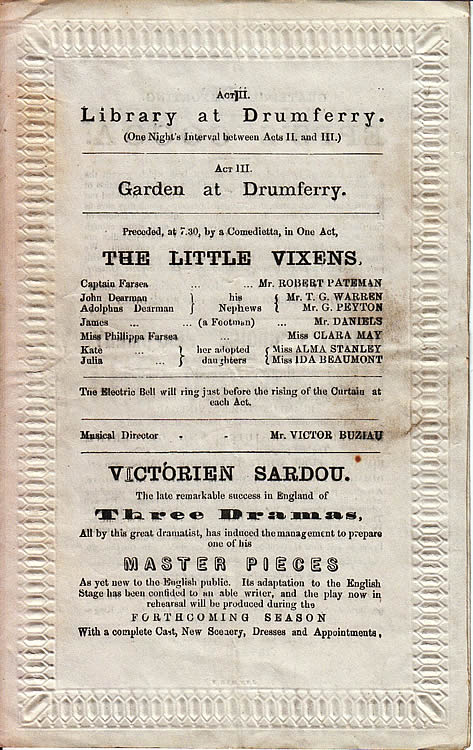 ACT II.
Library at Drumferry.
(One Night's Interval between Acts II. and III.)
ACT III.
Garden at Drumferry.
Preceded, at 7.30, by a Comedietta, in One Act,
THE LITTLE VIXENS,
Captain Farsea ... ... Mr. ROBERT PATEMAN
John Dearman } his { Mr. T. G. WARREN
Adolphus Dearman } Nephews { Mr. G. PEYTON
James ... ... (a Footman) ... Mr. DANIELS
Miss Phillippa Farsea ... Miss CLARA MAY
Kate ... } her adopted { Miss ALMA STANLEY
Julia .. } daughters { Miss IDA BEAUMONT
The Electric Bell will ring just before the rising of the Curtain at
each Act.
Musical Director - - Mr. VICTOR BUZIAU
VICTORIEN SARDOU.
The late remarkable success in England of
Three Dramas,
All by this great dramatist, has induced the management to prepare
one of his
MASTER PIECES
As yet new to the English public. Its adaptation to the English
Stage has been confided to an able writer, and the play now in
rehearsal will be produced during the
FORTHCOMING SEASON
With a complete Cast, New Scenery, Dresses and Appointments,